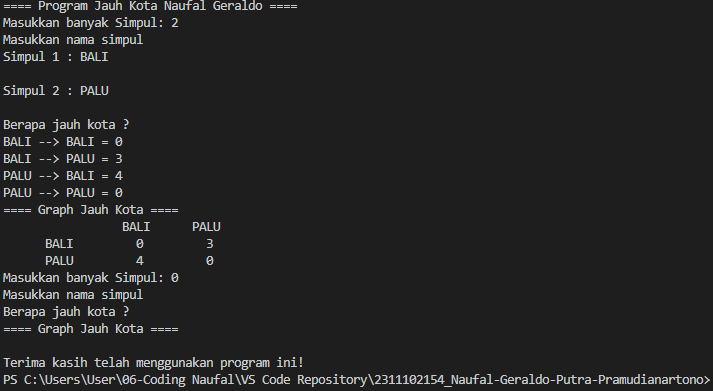 ==== Program Jauh Kota Naufal Geraldo ====
Masukkan banyak Simpul: 2
Masukkan nama simpul
Simpul 1 : BALI
Simpul 2 : PALU
Berapa jauh kota ?
BALI --> BALI = 0
BALI --> PALU = 3
PALU --> BALI = 4
PALU --> PALU = 0
==== Graph Jauh Kota ====
BALI PALU
BALI 0 3
PALU 4 0
Masukkan banyak Simpul: 0
Masukkan nama simpul
Berapa jauh kota ?
==== Graph Jauh Kota ====
Terima kasih telah menggunakan program ini!
PS C:\Users\User\06-Coding Naufal\VS Code Repository\2311102154_Naufal-Geraldo-Putra-Pramudianartono>